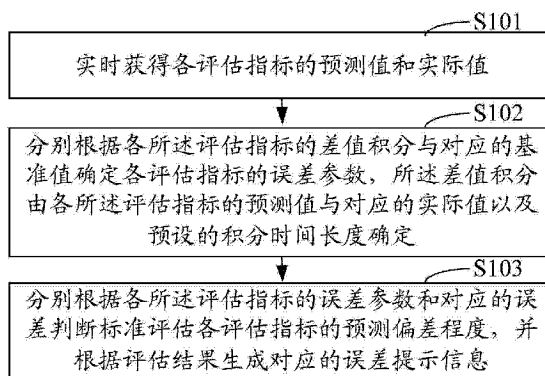 S101
实时获得各评估指标的预测值和实际值
S102
分别根据各所述评估指标的差值积分与对应的基
准值确定各评估指标的误差参数，所述差值积分
由各所述评估指标的预测值与对应的实际值以及
预设的积分时间长度确定
S103
分别根据各所述评估指标的误差参数和对应的误
差判断标准评估各评估指标的预测偏差程度，并
根据评估结果生成对应的误差提示信息